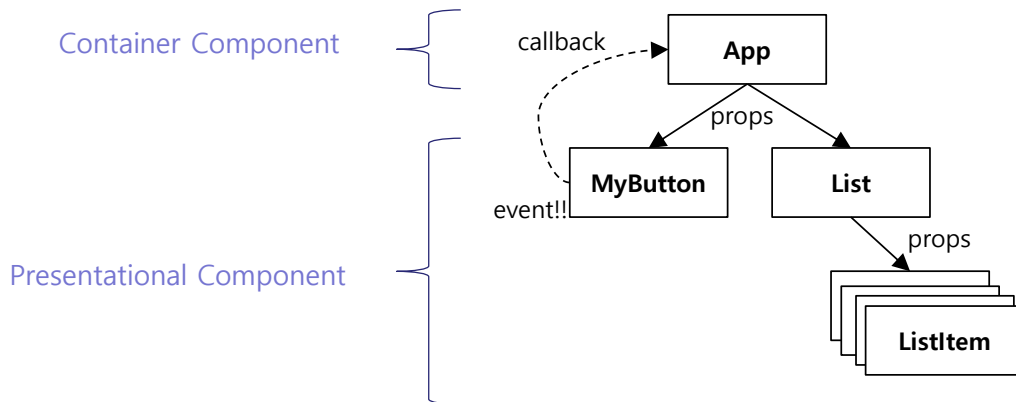 Container Component
callback
App
props
MyButton
List
event!!
props
Presentational Component
ListItem